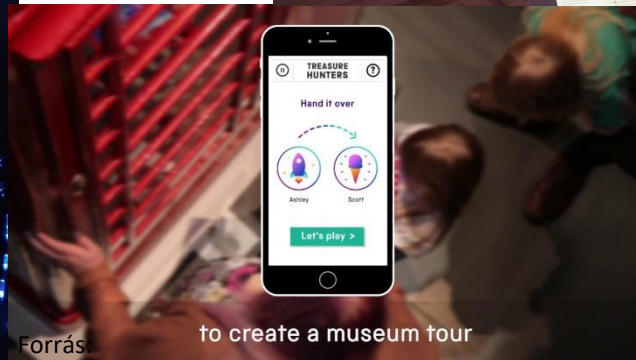 TREASURE
HUNTERS
Hand it over
Ashley Scott
Let's play >
Forrás:
to create a museum tour